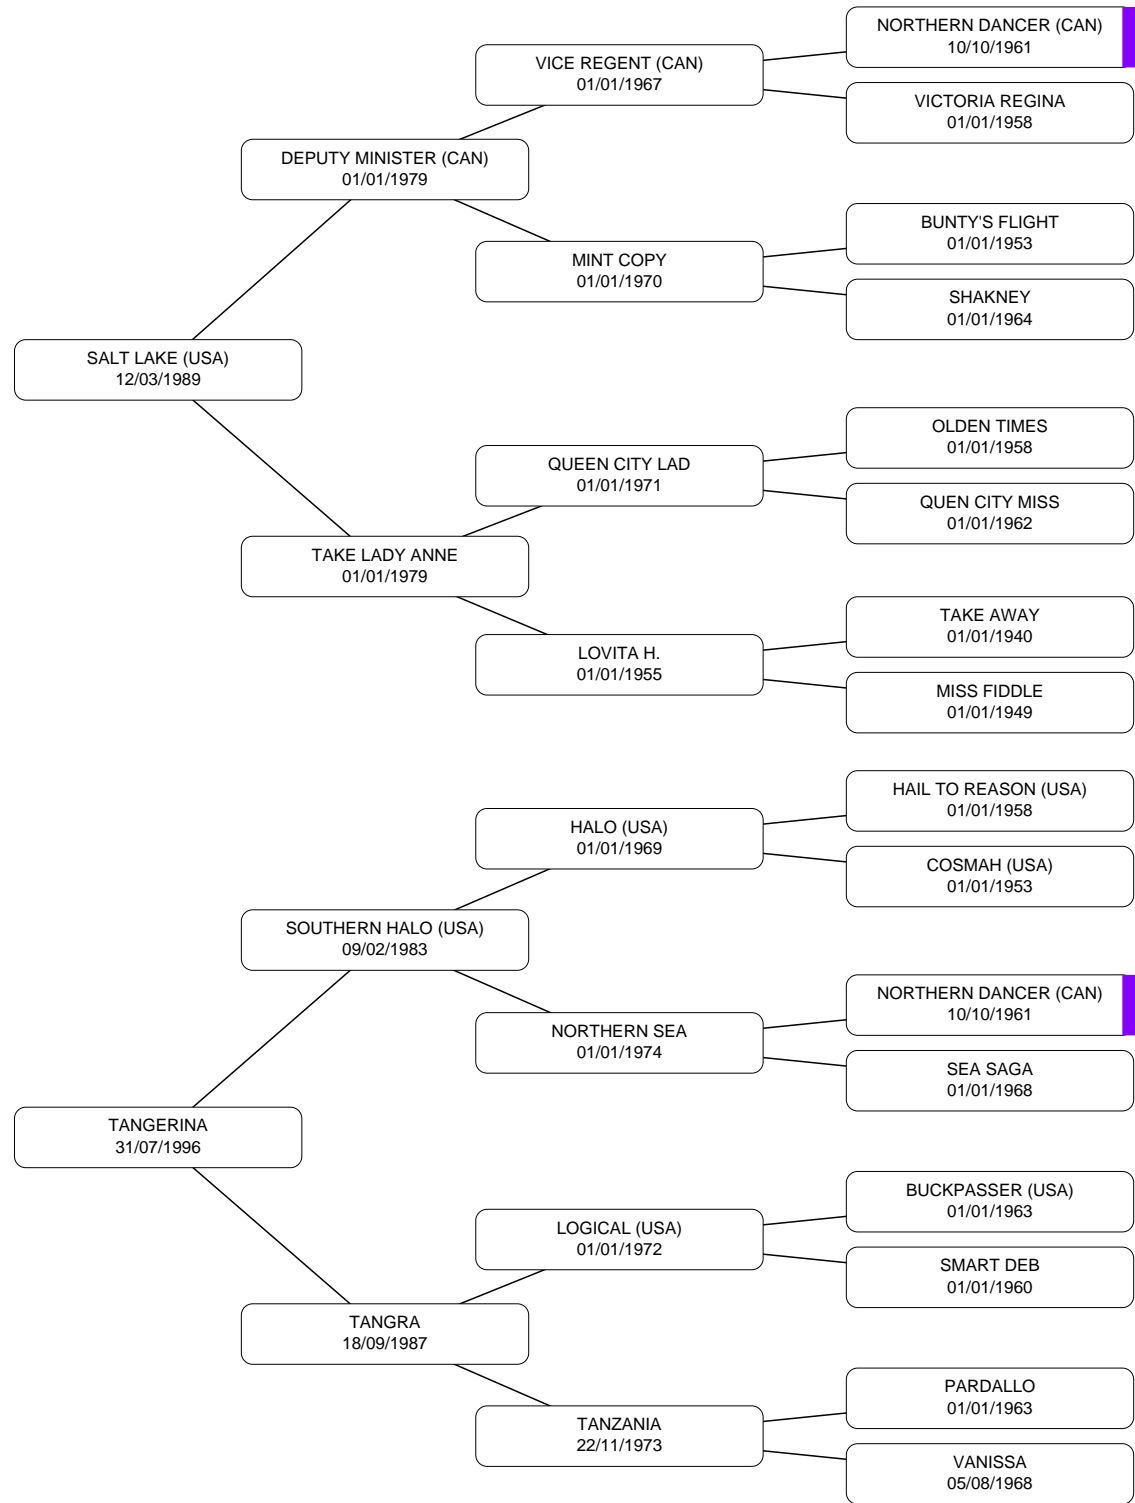 NORTHERN DANCER (CAN)
10/10/1961
VICE REGENT (CAN)
01/01/1967
VICTORIA REGINA
01/01/1958
DEPUTY MINISTER (CAN)
01/01/1979
BUNTY'S FLIGHT
01/01/1953
MINT COPY
01/01/1970
SHAKNEY
01/01/1964
SALT LAKE (USA)
12/03/1989
OLDEN TIMES
01/01/1958
QUEEN CITY LAD
01/01/1971
QUEN CITY MISS
01/01/1962
TAKE LADY ANNE
01/01/1979
TAKE AWAY
01/01/1940
LOVITA H.
01/01/1955
MISS FIDDLE
01/01/1949
HAIL TO REASON (USA)
01/01/1958
HALO (USA)
01/01/1969
COSMAH (USA)
01/01/1953
SOUTHERN HALO (USA)
09/02/1983
NORTHERN DANCER (CAN)
10/10/1961
NORTHERN SEA
01/01/1974
SEA SAGA
01/01/1968
TANGERINA
31/07/1996
BUCKPASSER (USA)
01/01/1963
LOGICAL (USA)
01/01/1972
SMART DEB
01/01/1960
TANGRA
18/09/1987
PARDALLO
01/01/1963
TANZANIA
22/11/1973
VANISSA
05/08/1968